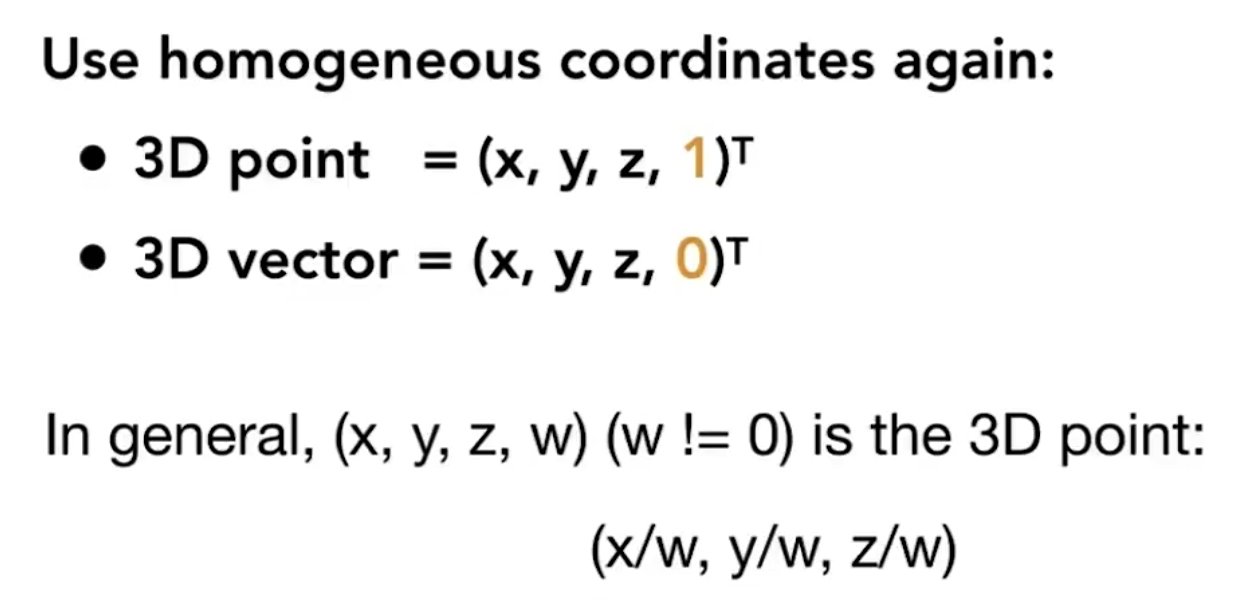 Use homogeneous coordinates again:
• 3D point = (x, y, z, 1)ᵀ
• 3D vector = (x, y, z, 0)ᵀ
In general, (x, y, z, w) (w != 0) is the 3D point:
(x/w, y/w, z/w)